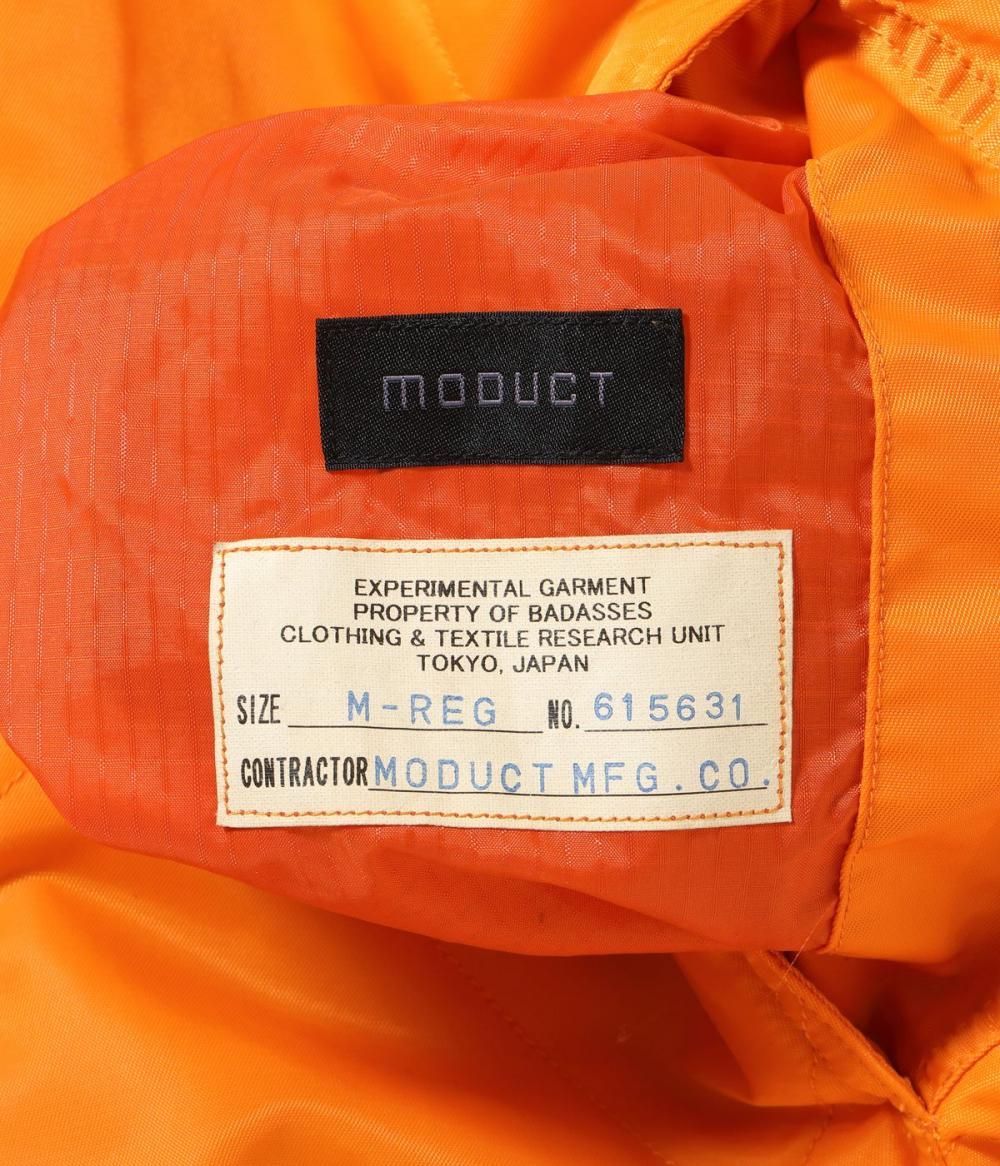 MODUCT
EXPERIMENTAL GARMENT
PROPERTY OF BADASSES
CLOTHING & TEXTILE RESEARCH UNIT
TOKYO, JAPAN
SIZE M-REG NO. 615631
CONTRACTOR MODUCT MFG.CO.